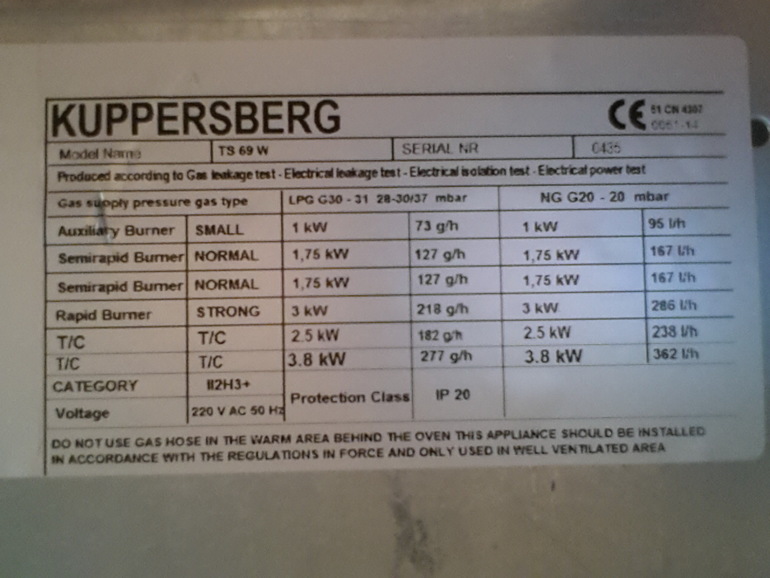 KUPPERSBERG
CE 51 CN 4307
0051-14
Model Name TS 69 W SERIAL NR 0435
Produced according to Gas leakage test - Electrical leakage test - Electrical isolation test - Electrical power test
Gas supply pressure gas type LPG G30 - 31 28-30/37 mbar NG G20 - 20 mbar
Auxiliary Burner SMALL 1 kW 73 g/h 1 kW 95 l/h
Semirapid Burner NORMAL 1,75 kW 127 g/h 1,75 kW 167 l/h
Semirapid Burner NORMAL 1,75 kW 127 g/h 1,75 kW 167 l/h
Rapid Burner STRONG 3 kW 218 g/h 3 kW 286 l/h
T/C T/C 2.5 kW 182 g/h 2.5 kW 238 l/h
T/C T/C 3.8 kW 277 g/h 3.8 kW 362 l/h
CATEGORY II2H3+
Voltage 220 V AC 50 Hz Protection Class IP 20
DO NOT USE GAS HOSE IN THE WARM AREA BEHIND THE OVEN THIS APPLIANCE SHOULD BE INSTALLED
IN ACCORDANCE WITH THE REGULATIONS IN FORCE AND ONLY USED IN WELL VENTILATED AREA